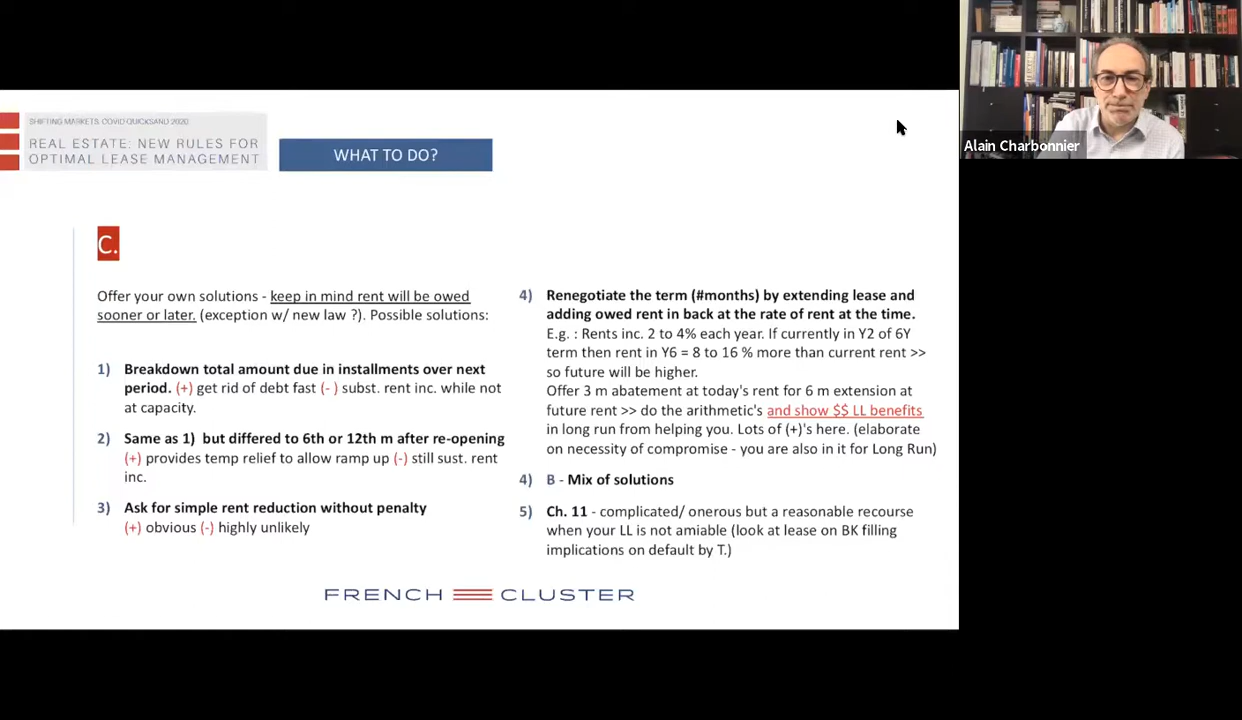 SHIFTING MARKETS: COVID QUICKSAND 2020
REAL ESTATE: NEW RULES FOR
OPTIMAL LEASE MANAGEMENT
WHAT TO DO?
Alain Charbonnier
C.
Offer your own solutions - keep in mind rent will be owed
sooner or later. (exception w/ new law ?). Possible solutions:
1) Breakdown total amount due in installments over next
period. (+) get rid of debt fast (- ) subst. rent inc. while not
at capacity.
2) Same as 1) but differed to 6th or 12th m after re-opening
(+) provides temp relief to allow ramp up (-) still sust. rent
inc.
3) Ask for simple rent reduction without penalty
(+) obvious (-) highly unlikely
4) Renegotiate the term (#months) by extending lease and
adding owed rent in back at the rate of rent at the time.
E.g. : Rents inc. 2 to 4% each year. If currently in Y2 of 6Y
term then rent in Y6 = 8 to 16 % more than current rent >>
so future will be higher.
Offer 3 m abatement at today's rent for 6 m extension at
future rent >> do the arithmetic's and show $$ LL benefits
in long run from helping you. Lots of (+)'s here. (elaborate
on necessity of compromise - you are also in it for Long Run)
4) B - Mix of solutions
5) Ch. 11 - complicated/ onerous but a reasonable recourse
when your LL is not amiable (look at lease on BK filling
implications on default by T.)
FRENCH CLUSTER